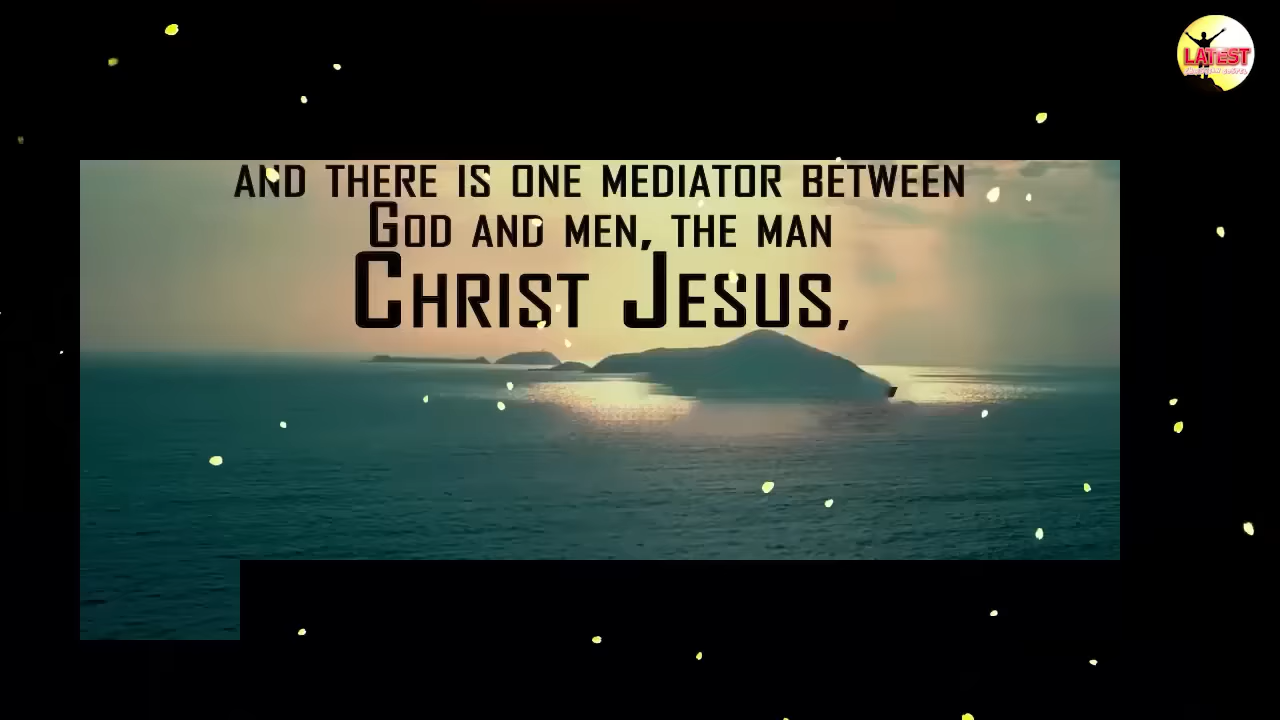 AND THERE IS ONE MEDIATOR BETWEEN
GOD AND MEN, THE MAN
CHRIST JESUS,
LATEST